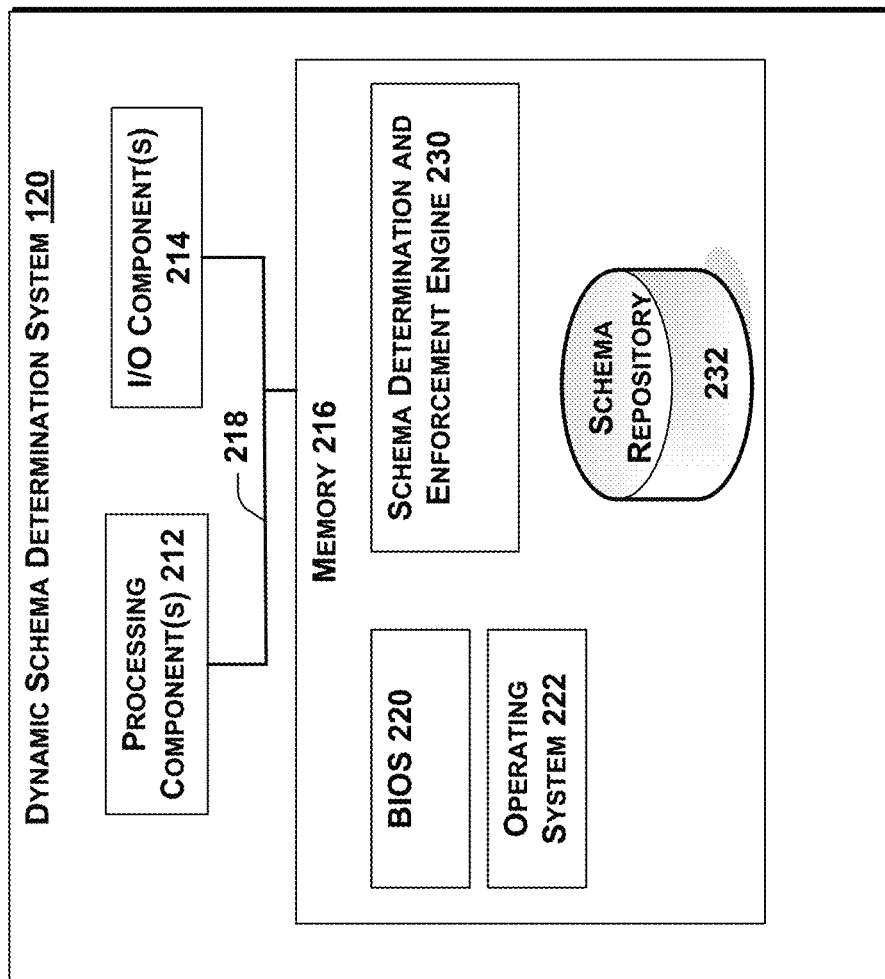 DYNAMIC SCHEMA DETERMINATION SYSTEM 120
PROCESSING
COMPONENT(S) 212
I/O COMPONENT(S)
214
218
MEMORY 216
BIOS 220
OPERATING
SYSTEM 222
SCHEMA DETERMINATION AND
ENFORCEMENT ENGINE 230
SCHEMA
REPOSITORY
232